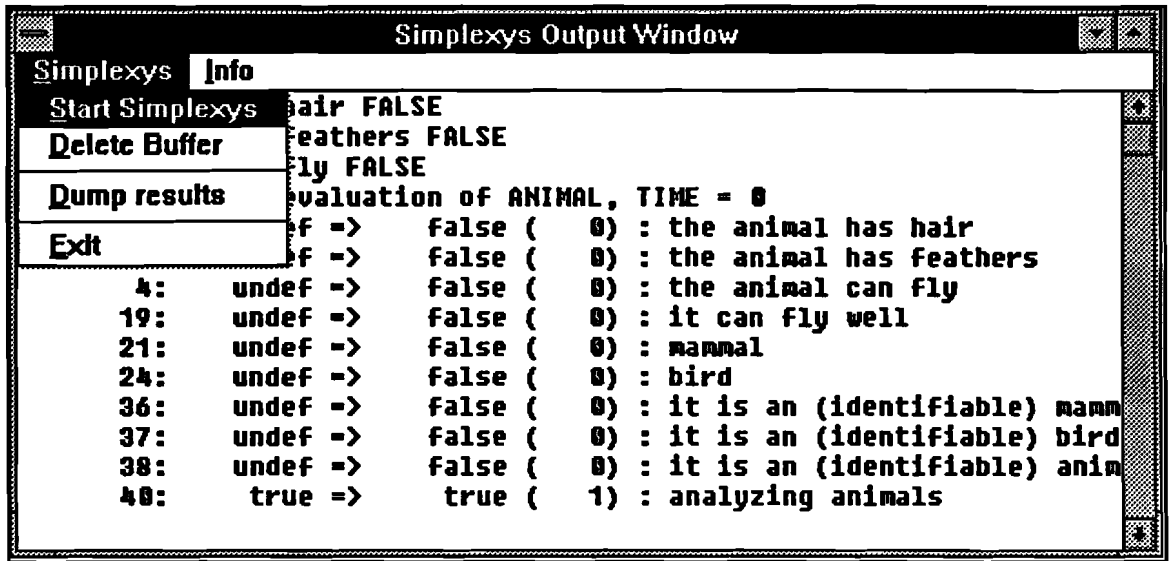 Simplexys Output Window
Simplexys Info
Start Simplexys
Delete Buffer
Dump results
Exit
hair FALSE
feathers FALSE
fly FALSE
evaluation of ANIMAL, TIME = 0
=> false ( 0) : the animal has hair
=> false ( 0) : the animal has feathers
4: undef => false ( 0) : the animal can fly
19: undef => false ( 0) : it can fly well
21: undef => false ( 0) : mammal
24: undef => false ( 0) : bird
36: undef => false ( 0) : it is an (identifiable) mamm
37: undef => false ( 0) : it is an (identifiable) bird
38: undef => false ( 0) : it is an (identifiable) anim
40: true => true ( 1) : analyzing animals